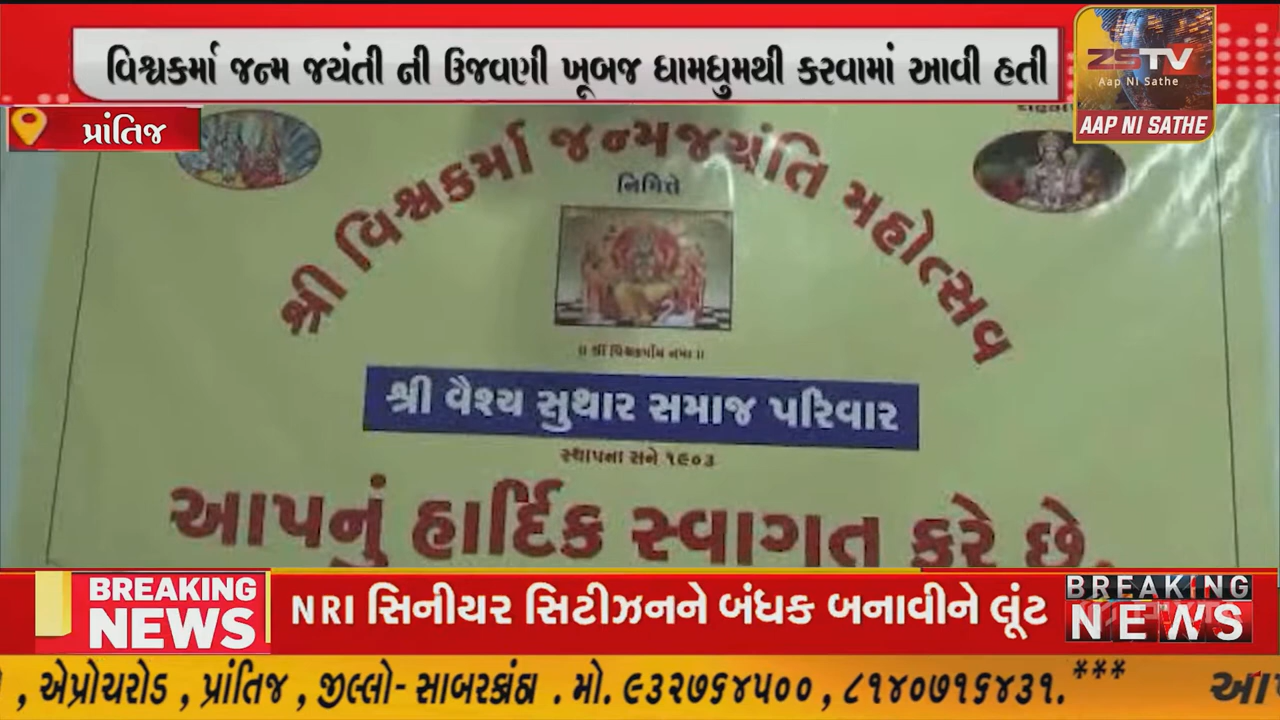 વિશ્વકર્મા જન્મ જયંતી ની ઉજવણી ખૂબજ ધામધુમથી કરવામાં આવી હતી
ZSTV
Aap Ni Sathe
AAP NI SATHE
પ્રાંતિજ
શ્રી વિશ્વકર્મા જન્મજયંતિ મહોત્સવ
નિમિત્તે
શ્રી વૈશ્ય સુથાર સમાજ પરિવાર
સ્થાપના સને ૧૯૦૩
આપનું હાર્દિક સ્વાગત કરે છે.
BREAKING NEWS
NRI સિનીયર સિટીઝનને બંધક બનાવીને લૂંટ
BREAKING NEWS
, એપ્રોચરોડ , પ્રાંતિજ , જીલ્લો- સાબરકાંઠા . મો. ૯૩૨૭૬૪૫૦૦ , ૮૧૪૦૭૧૬૪૩૧. ***